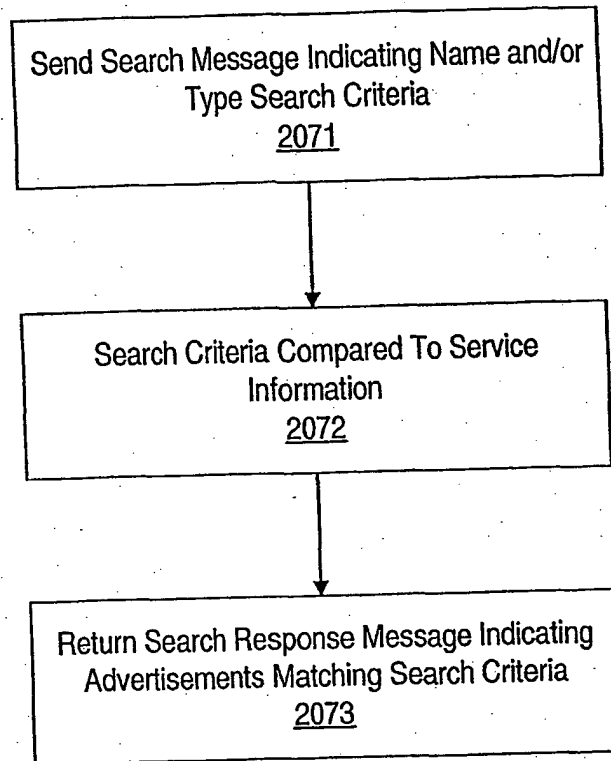 Send Search Message Indicating Name and/or
Type Search Criteria
2071
Search Criteria Compared To Service
Information
2072
Return Search Response Message Indicating
Advertisements Matching Search Criteria
2073